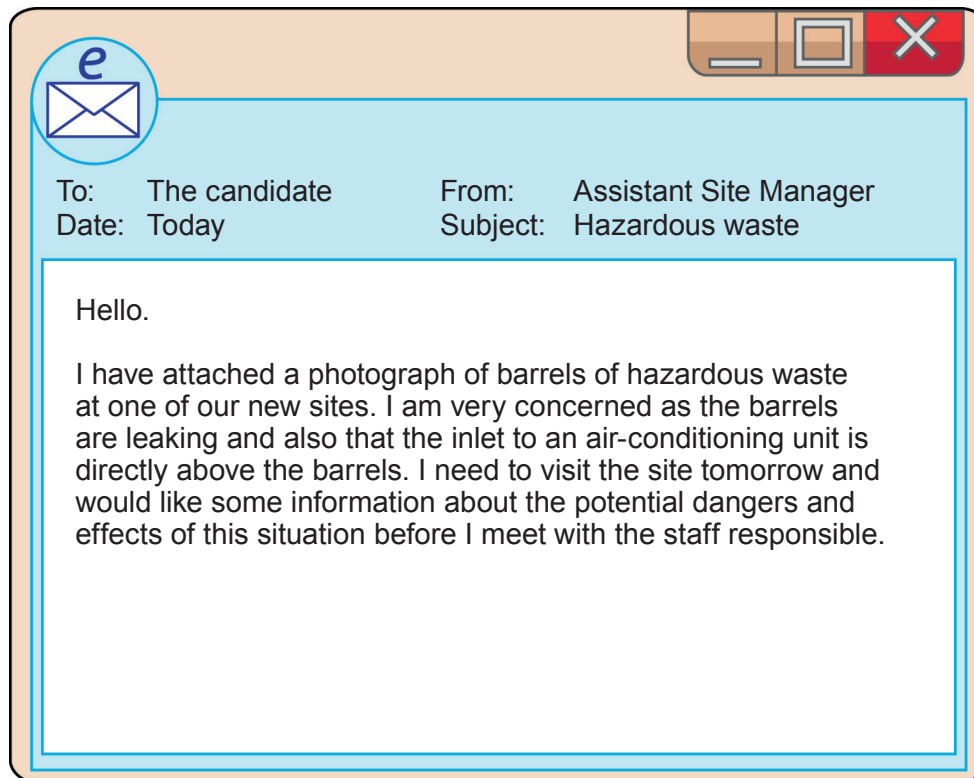 e
To: The candidate From: Assistant Site Manager
Date: Today Subject: Hazardous waste
Hello.
I have attached a photograph of barrels of hazardous waste
at one of our new sites. I am very concerned as the barrels
are leaking and also that the inlet to an air-conditioning unit is
directly above the barrels. I need to visit the site tomorrow and
would like some information about the potential dangers and
effects of this situation before I meet with the staff responsible.